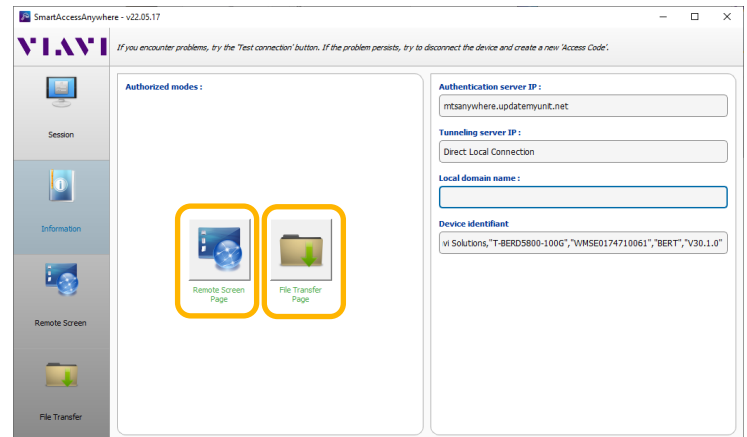 SmartAccessAnywhere - v22.05.17
VIAVI
If you encounter problems, try the 'Test connection' button. If the problem persists, try to disconnect the device and create a new 'Access Code'.
Session
Information
Remote Screen
File Transfer
Authorized modes :
Remote Screen
Page
File Transfer
Page
Authentication server IP :
mtsanywhere.updatemyunit.net
Tunneling server IP :
Direct Local Connection
Local domain name :
Device identifiant
vi Solutions,"T-BERD5800-100G","WMSE0174710061","BERT","V30.1.0"